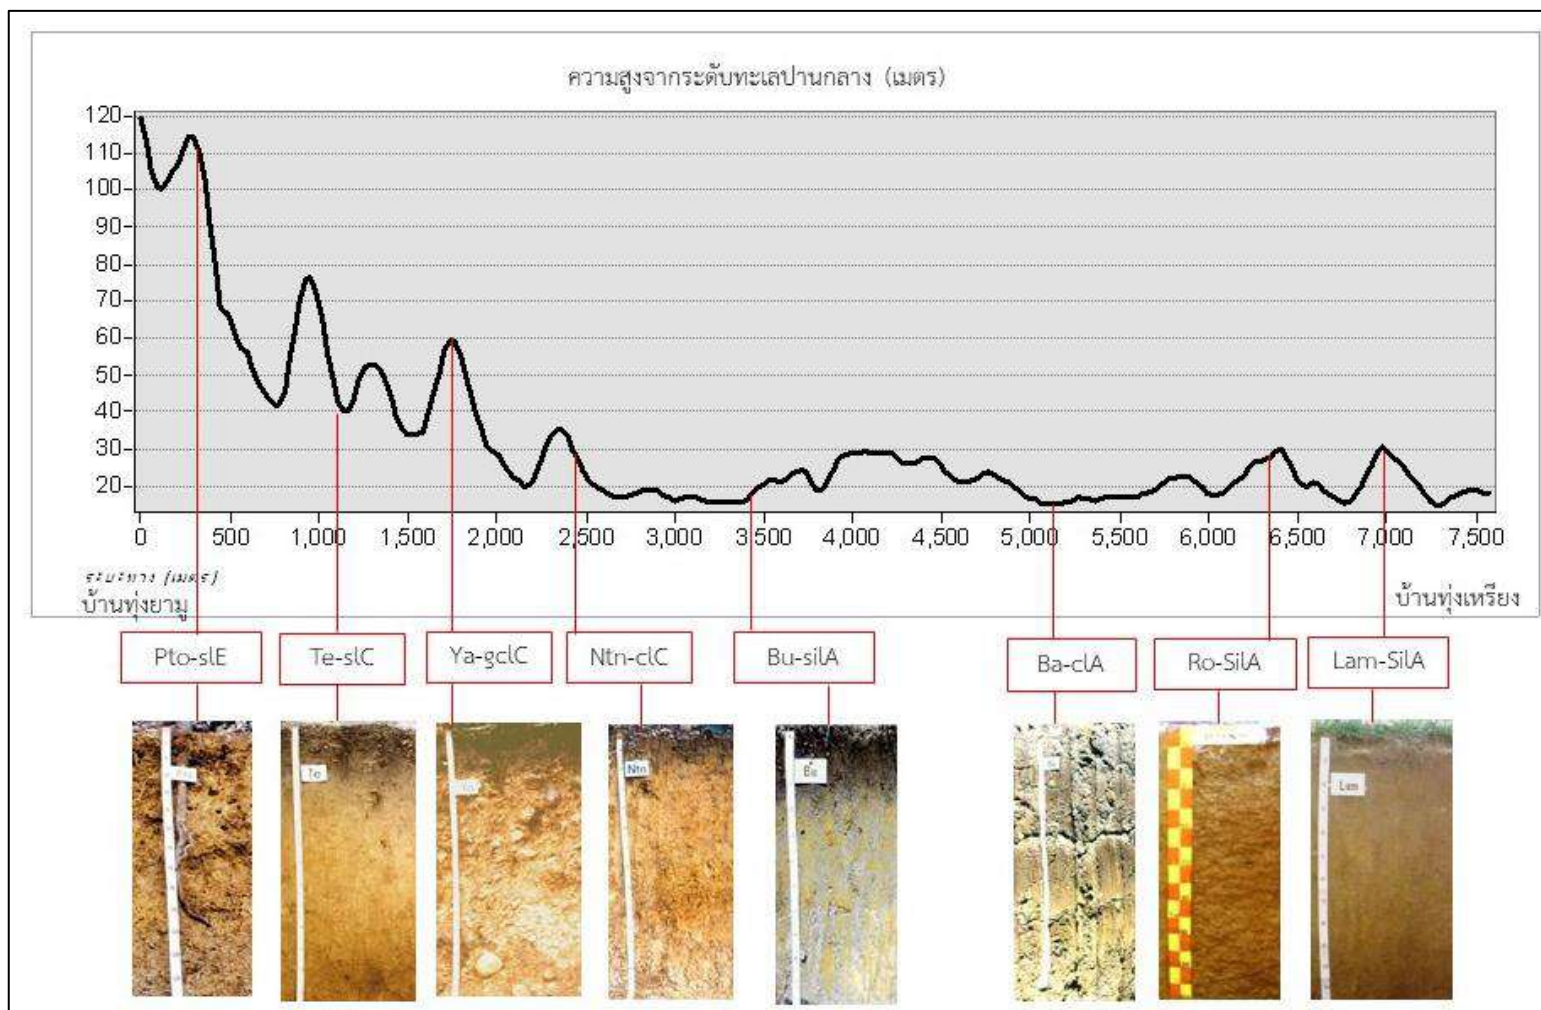 ความสูงจากระดับทะเลปานกลาง (เมตร)
120
110
100
90
80
70
60
50
40
30
20
0 500 1,000 1,500 2,000 2,500 3,000 3,500 4,000 4,500 5,000 5,500 6,000 6,500 7,000 7,500
ระยะทาง (เมตร)
บ้านทุ่งยามู บ้านทุ่งเหรียง
Pto-slE Te-slC Ya-gclC Ntn-clC Bu-silA Ba-clA Ro-SilA Lam-SilA
Te Ntn Lam